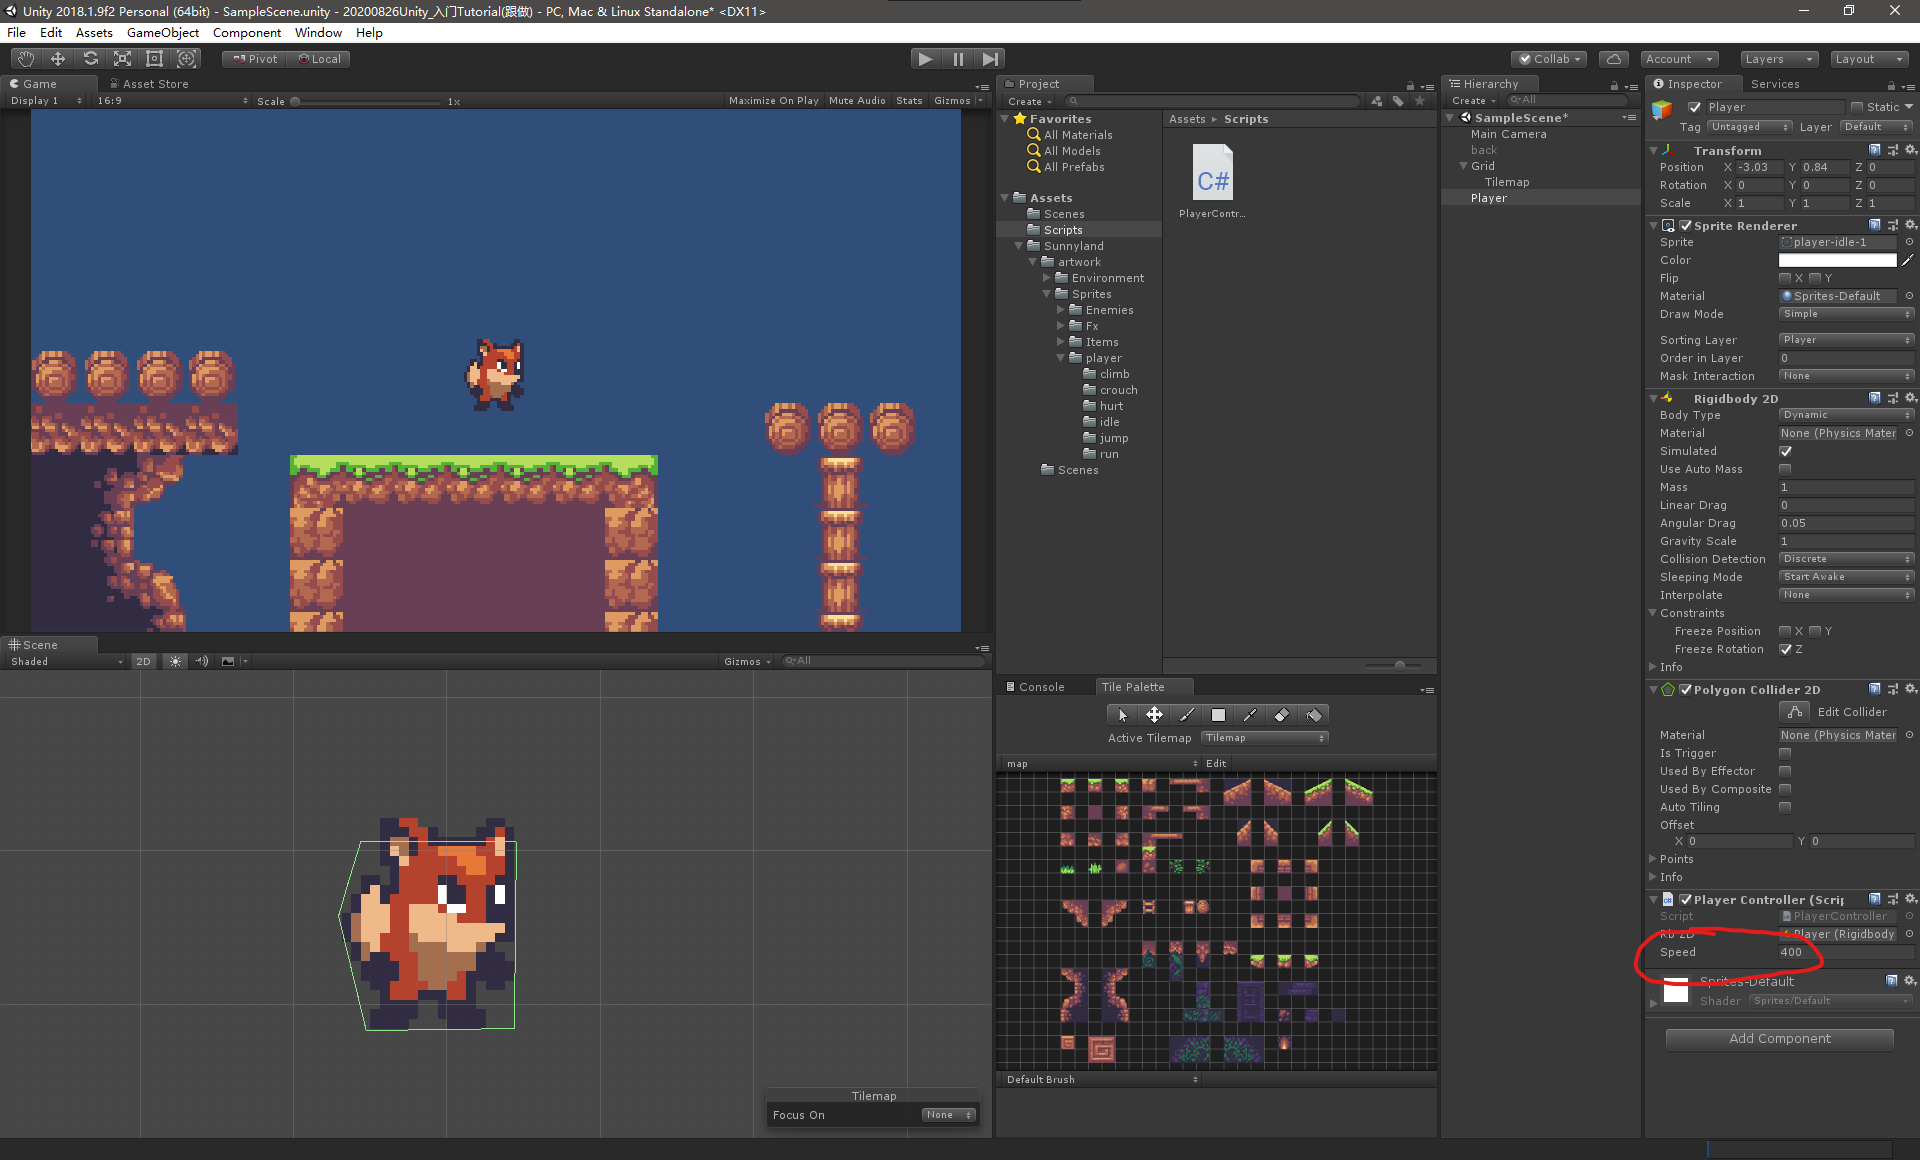 Unity 2018.1.9f2 Personal (64bit) - SampleScene.unity - 20200826Unity_入门Tutorial(跟做) - PC, Mac & Linux Standalone* <DX11>
File Edit Assets GameObject Component Window Help
Pivot Local
Collab Account Layers Layout
Game Asset Store
Display 1 16:9 Scale 1x Maximize On Play Mute Audio Stats Gizmos
Project
Create
Favorites
All Materials
All Models
All Prefabs
Assets
Scenes
Scripts
Sunnyland
artwork
Environment
Sprites
Enemies
Fx
Items
player
climb
crouch
hurt
idle
jump
run
Scenes
Assets Scripts
C#
PlayerContr...
Hierarchy
Create All
SampleScene*
Main Camera
back
Grid
Tilemap
Player
Inspector Services
Player Static
Tag Untagged Layer Default
Transform
Position X -3.03 Y 0.84 Z 0
Rotation X 0 Y 0 Z 0
Scale X 1 Y 1 Z 1
Sprite Renderer
Sprite player-idle-1
Color
Flip X Y
Material Sprites-Default
Draw Mode Simple
Sorting Layer Player
Order in Layer 0
Mask Interaction None
Rigidbody 2D
Body Type Dynamic
Material None (Physics Mater
Simulated
Use Auto Mass
Mass 1
Linear Drag 0
Angular Drag 0.05
Gravity Scale 1
Collision Detection Discrete
Sleeping Mode Start Awake
Interpolate None
Constraints
Freeze Position X Y
Freeze Rotation Z
Info
Polygon Collider 2D
Edit Collider
Material None (Physics Mater
Is Trigger
Used By Effector
Used By Composite
Auto Tiling
Offset
X 0 Y 0
Points
Info
Player Controller (Scrip
Script PlayerController
Rb 2D Player (Rigidbody
Speed 400
Sprites-Default
Shader Sprites/Default
Add Component
Scene
Shaded 2D Gizmos All
Tilemap
Focus On None
Console Tile Palette
Active Tilemap Tilemap
map Edit
Default Brush